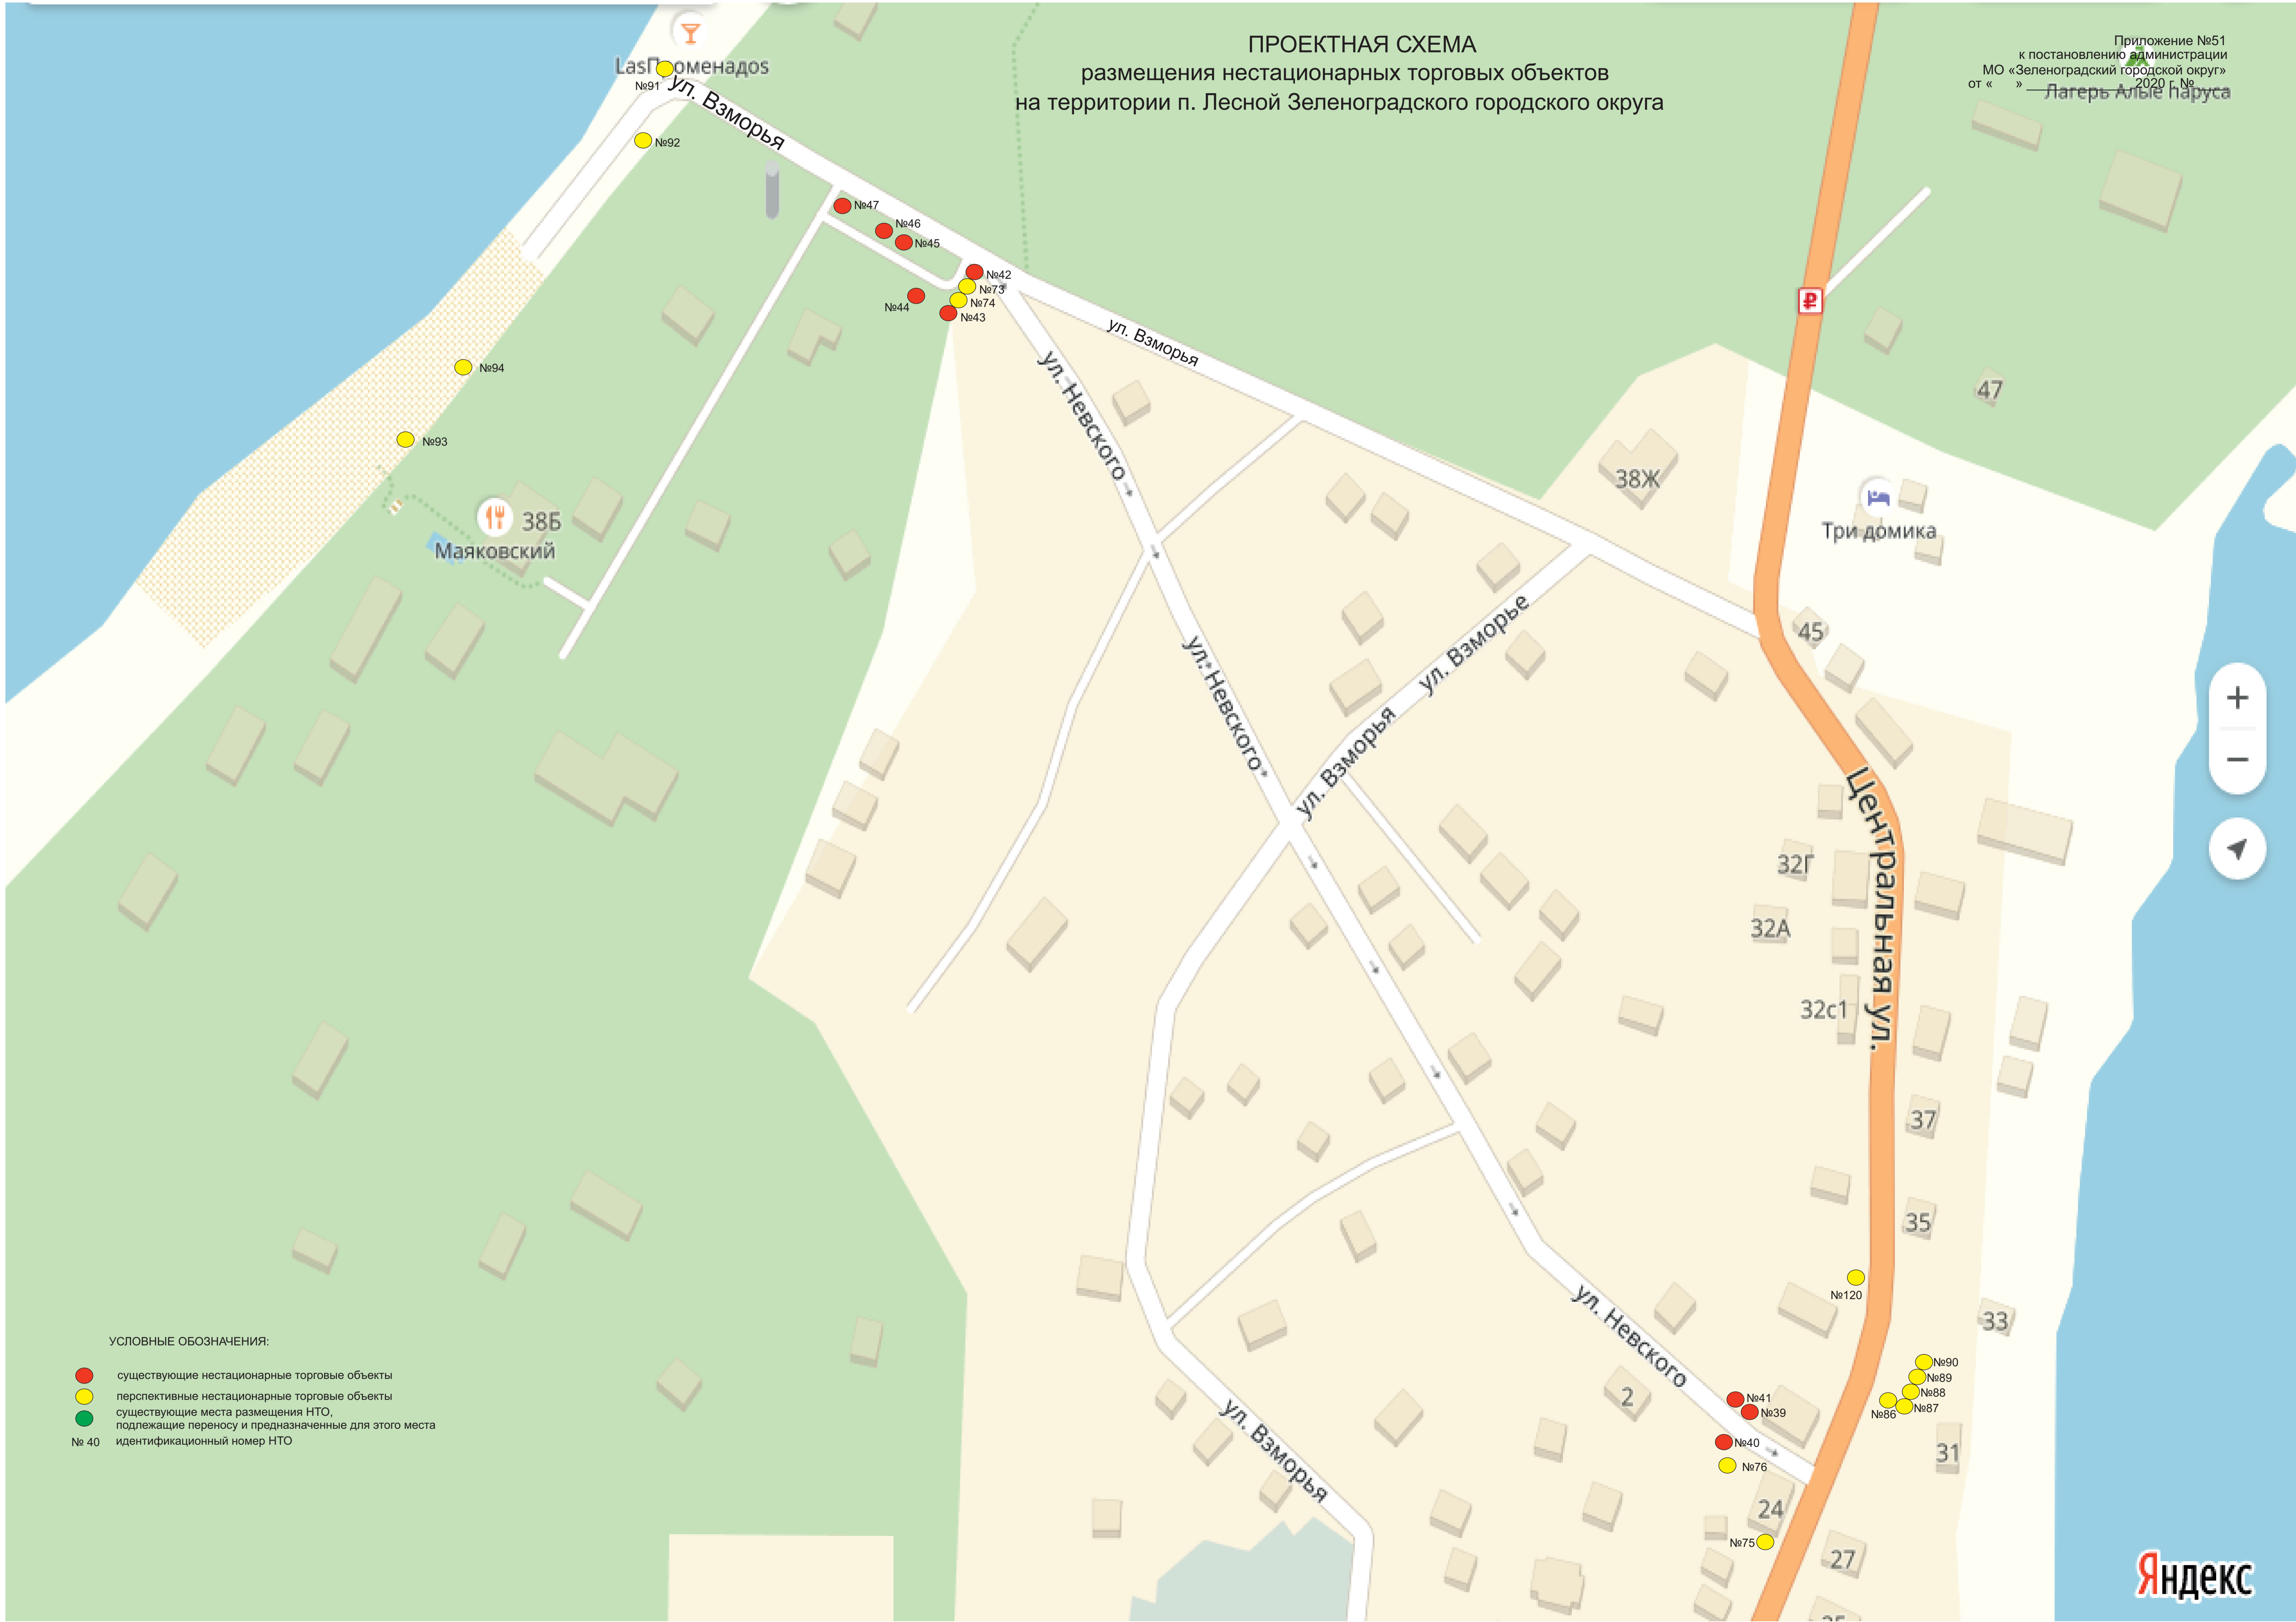 ПРОЕКТНАЯ СХЕМА
размещения нестационарных торговых объектов
на территории п. Лесной Зеленоградского городского округа
Приложение №51
к постановлению администрации
МО «Зеленоградский городской округ»
от « » ________________ 2020 г. № ____
Лагерь Алые паруса
LasПроменадоs
№91
ул. Взморья
№92
№47
№46
№45
№42
№73
№74
№44
№43
ул. Взморья
ул. Невского
№94
№93
38Б
Маяковский
47
38Ж
Три домика
ул. Взморье
45
ул. Невского
ул. Взморья
Центральная ул.
32Г
32А
32с1
37
35
№120
33
ул. Невского
№90
№89
№88
№87
№86
2
№41
№39
№40
№76
31
ул. Взморья
24
№75
27
25
УСЛОВНЫЕ ОБОЗНАЧЕНИЯ:
существующие нестационарные торговые объекты
перспективные нестационарные торговые объекты
существующие места размещения НТО,
подлежащие переносу и предназначенные для этого места
№ 40 идентификационный номер НТО
Яндекс